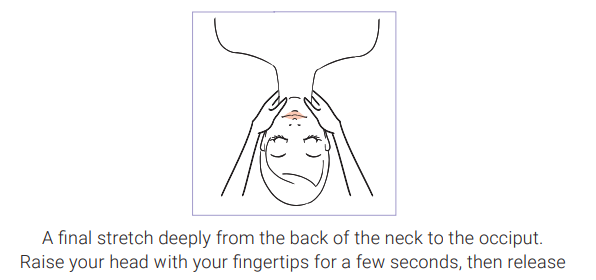 A final stretch deeply from the back of the neck to the occiput.
Raise your head with your fingertips for a few seconds, then release